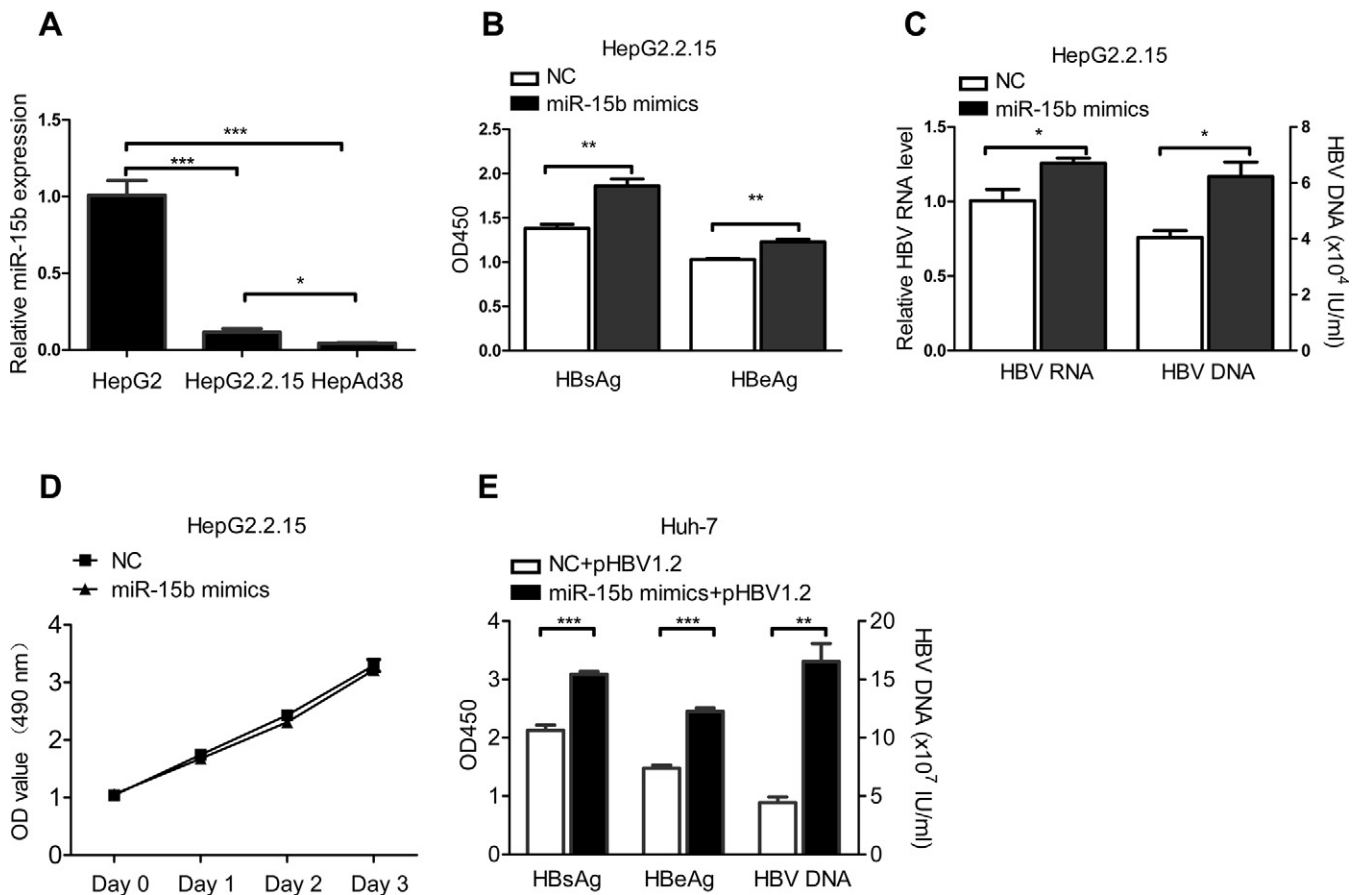 A
Relative miR-15b expression
1.5
1.0
0.5
0.0
***
***
*
HepG2 HepG2.2.15 HepAd38
B
HepG2.2.15
NC
miR-15b mimics
OD450
2.5
2.0
1.5
1.0
0.5
0.0
**
**
HBsAg HBeAg
C
HepG2.2.15
NC
miR-15b mimics
Relative HBV RNA level
1.5
1.0
0.5
0.0
*
*
8
6
4
2
0
HBV DNA (x10⁴ IU/ml)
HBV RNA HBV DNA
D
HepG2.2.15
NC
miR-15b mimics
OD value （490 nm）
4
3
2
1
0
Day 0 Day 1 Day 2 Day 3
E
Huh-7
NC+pHBV1.2
miR-15b mimics+pHBV1.2
OD450
4
3
2
1
0
***
***
**
20
15
10
5
0
HBV DNA (x10⁷ IU/ml)
HBsAg HBeAg HBV DNA